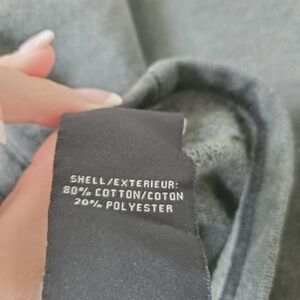 SHELL/EXTERIEUR:
80% COTTON/COTON
20% POLYESTER